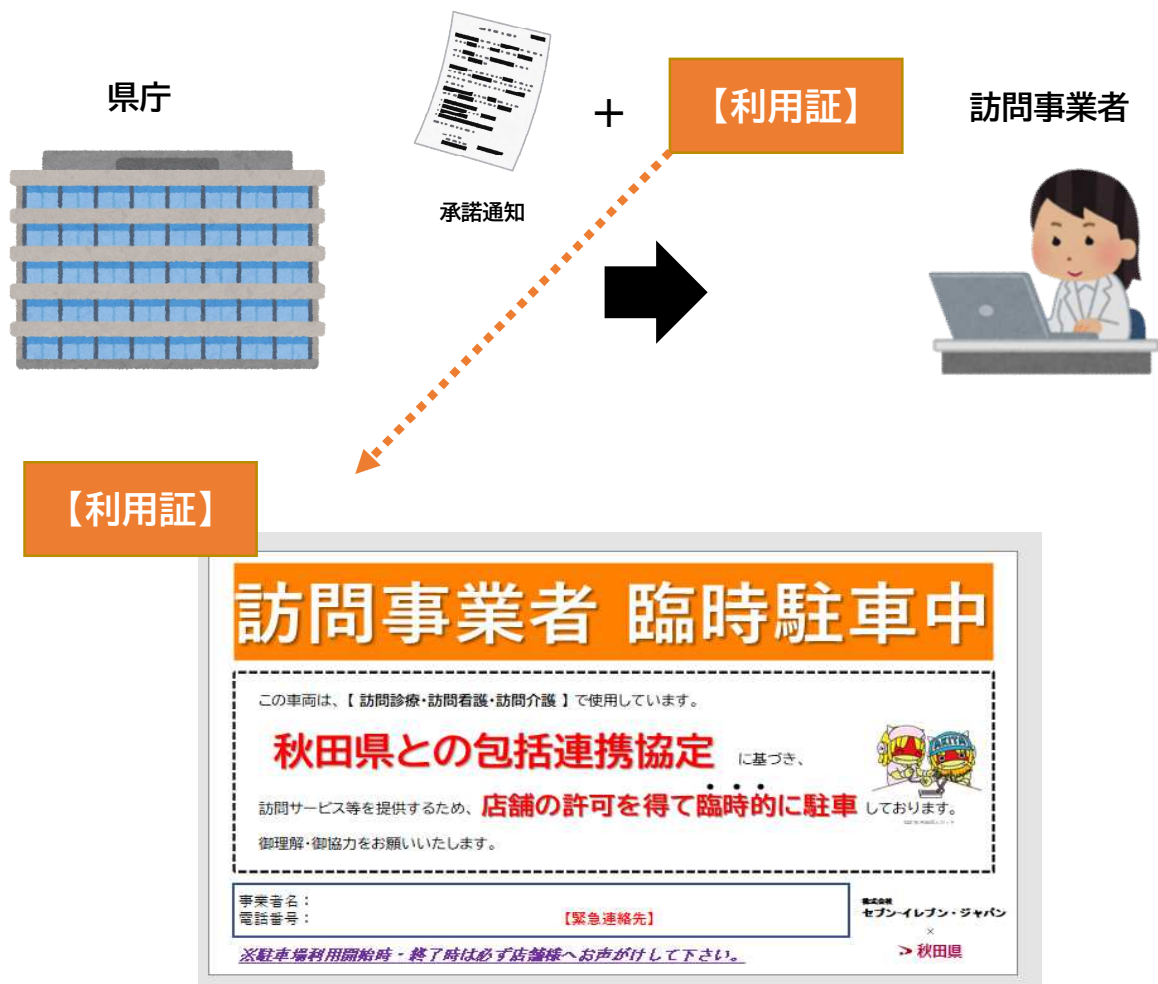 県庁
+
【利用証】
訪問事業者
承諾通知
【利用証】
訪問事業者 臨時駐車中
この車両は、【 訪問診療・訪問看護・訪問介護 】で使用しています。
秋田県との包括連携協定 に基づき、
訪問サービス等を提供するため、店舗の許可を得て臨時的に駐車 しております。
御理解・御協力をお願いいたします。
AKITA
事業者名：
電話番号： 【緊急連絡先】
株式会社
セブン-イレブン・ジャパン
×
秋田県
※駐車場利用開始時・終了時は必ず店舗様へお声がけして下さい。